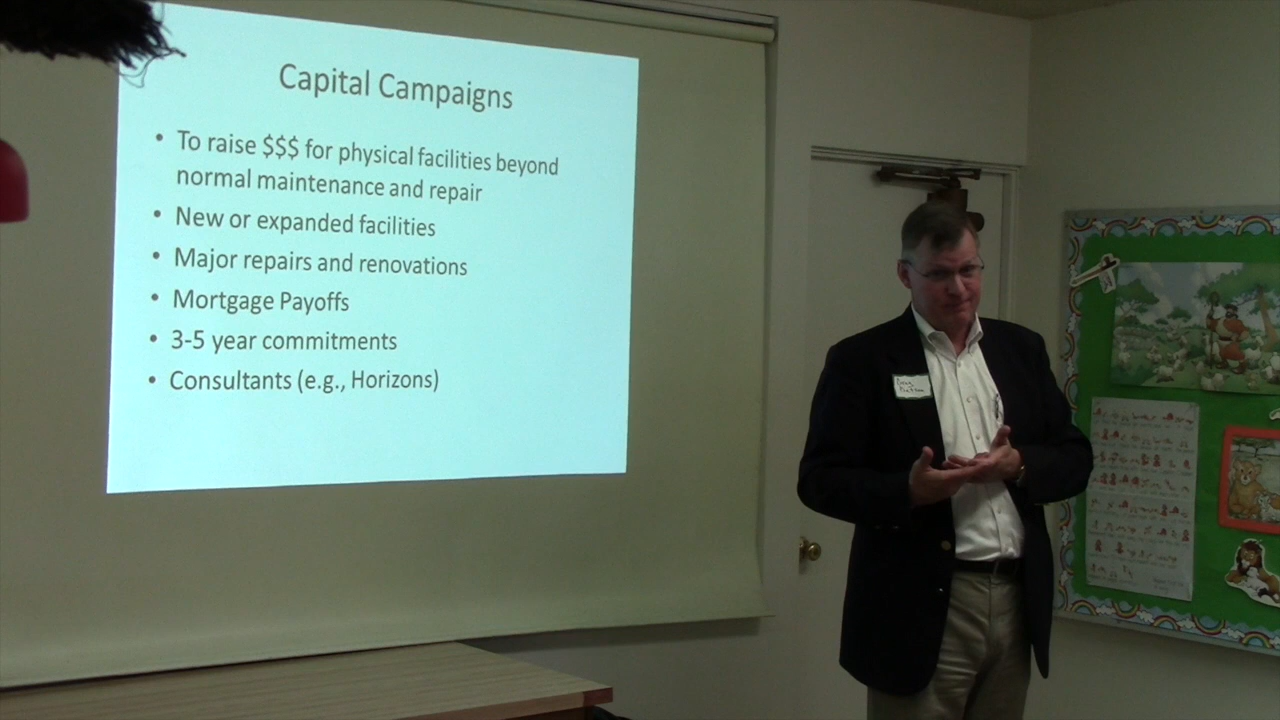 Capital Campaigns
• To raise $$$ for physical facilities beyond
normal maintenance and repair
• New or expanded facilities
• Major repairs and renovations
• Mortgage Payoffs
• 3-5 year commitments
• Consultants (e.g., Horizons)
Doug